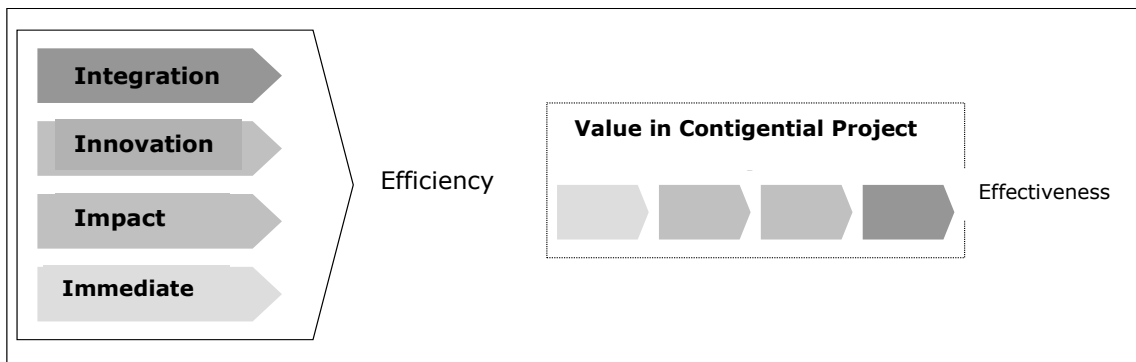 Integration
Innovation
Impact
Immediate
Efficiency
Value in Contigential Project
Effectiveness